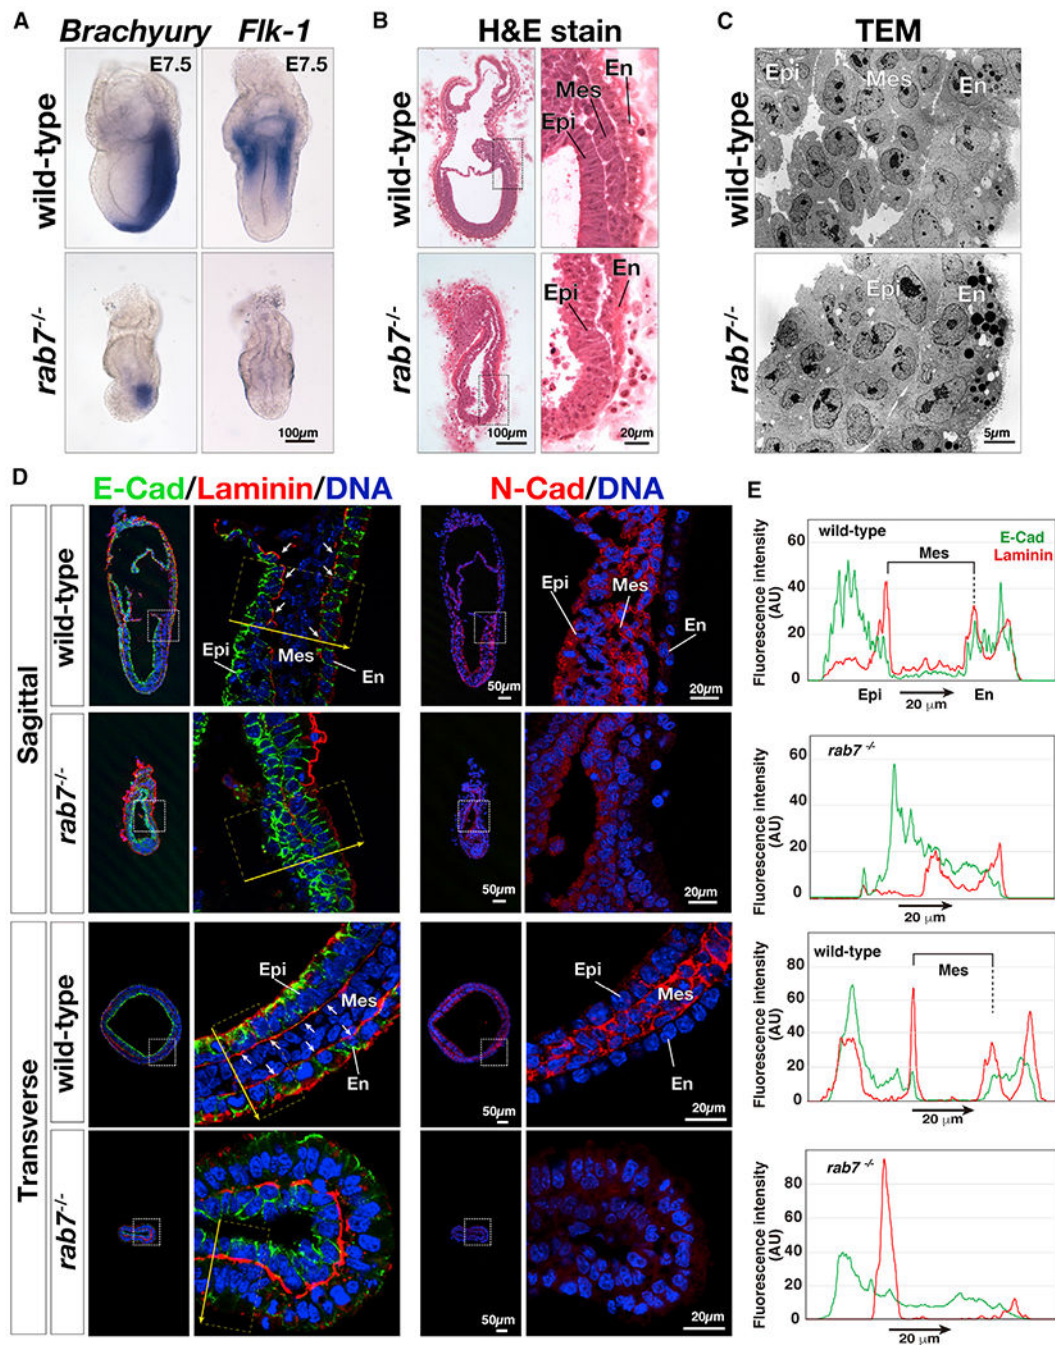 A
Brachyury Flk-1
E7.5
E7.5
wild-type
rab7-/-
100µm
B
H&E stain
wild-type
En
Mes
Epi
rab7-/-
En
Epi
100µm
20µm
C
TEM
wild-type
Epi
Mes
En
rab7-/-
Epi
En
5µm
D
E-Cad/Laminin/DNA
N-Cad/DNA
Sagittal
wild-type
Epi
Mes
En
Epi
Mes
En
50µm
20µm
rab7-/-
50µm
20µm
Transverse
wild-type
Epi
Mes
En
Epi
Mes
En
50µm
20µm
rab7-/-
50µm
20µm
E
Fluorescence intensity
(AU)
60
40
20
0
wild-type
E-Cad
Laminin
Mes
Epi
En
20 µm
Fluorescence intensity
(AU)
60
40
20
0
rab7 -/-
20 µm
Fluorescence intensity
(AU)
80
60
40
20
0
wild-type
Mes
20 µm
Fluorescence intensity
(AU)
80
60
40
20
0
rab7 -/-
20 µm